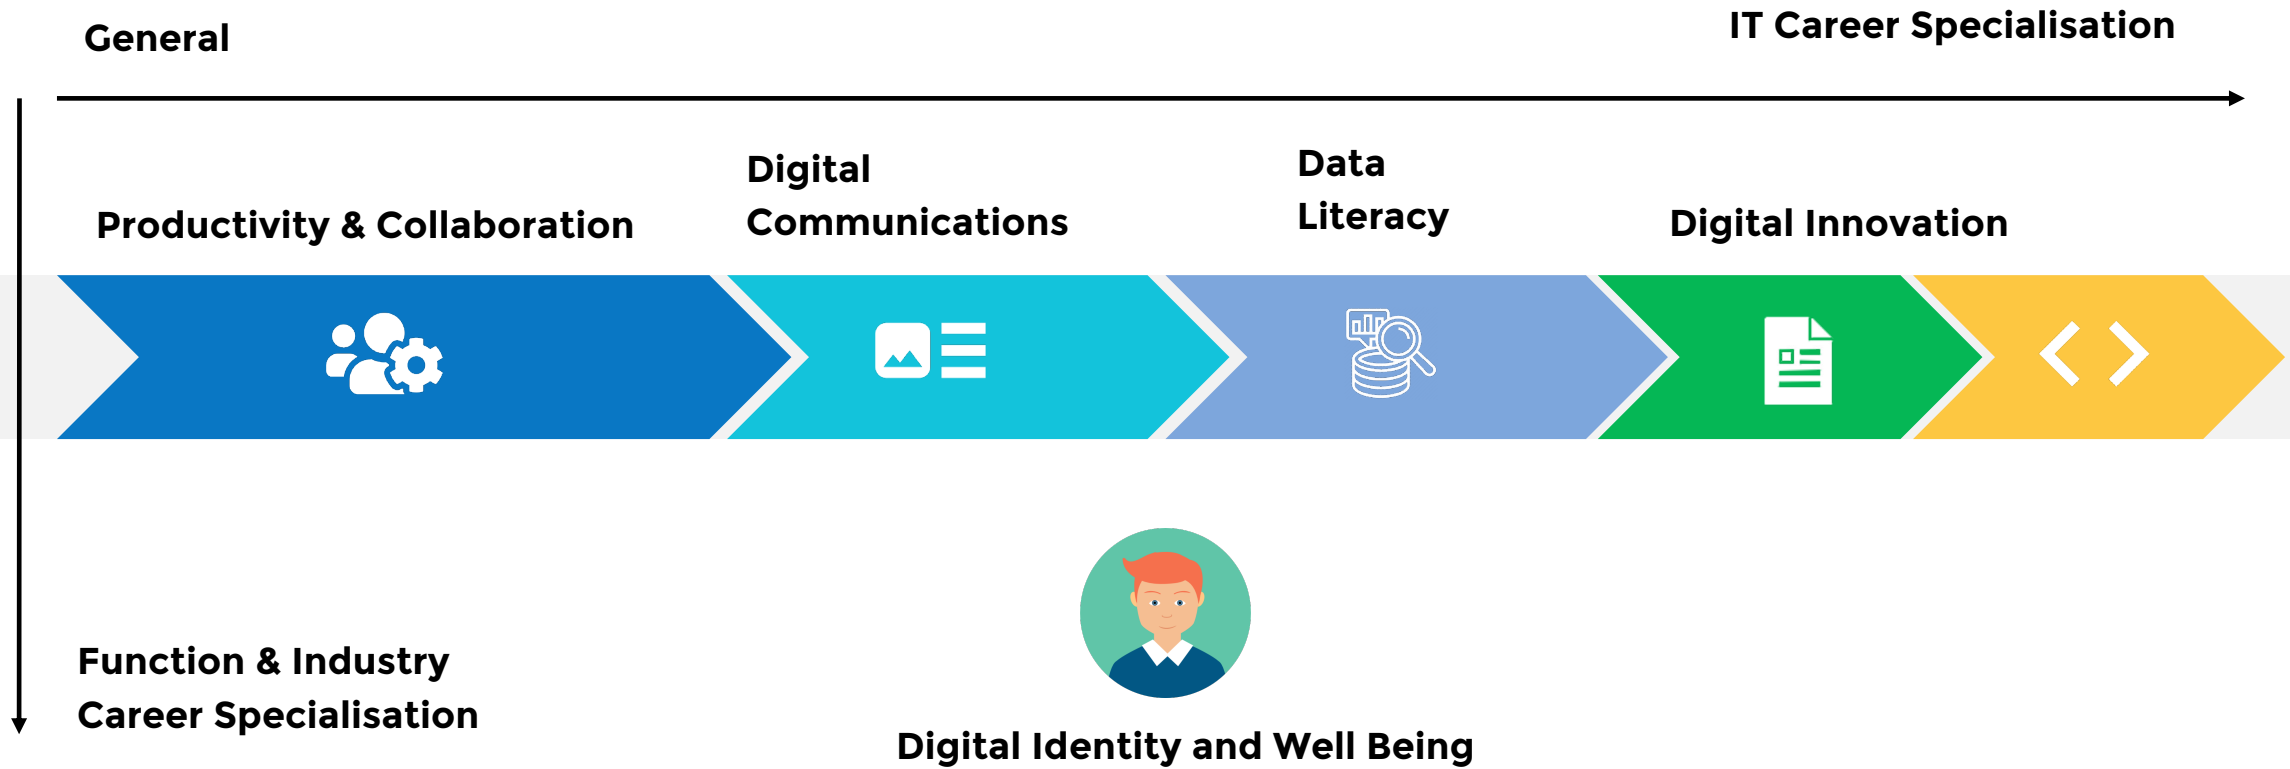 General
IT Career Specialisation
Productivity & Collaboration
Digital
Communications
Data
Literacy
Digital Innovation
Function & Industry
Career Specialisation
Digital Identity and Well Being